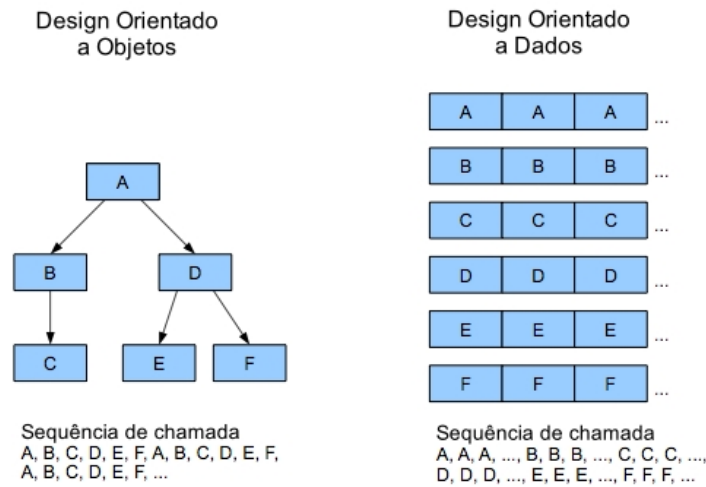 Design Orientado
a Objetos
A
B
D
C
E
F
Sequência de chamada
A, B, C, D, E, F, A, B, C, D, E, F,
A, B, C, D, E, F, ...
Design Orientado
a Dados
A A A ...
B B B ...
C C C ...
D D D ...
E E E ...
F F F ...
Sequência de chamada
A, A, A, ..., B, B, B, ..., C, C, C, ...,
D, D, D, ..., E, E, E, ..., F, F, F, ...